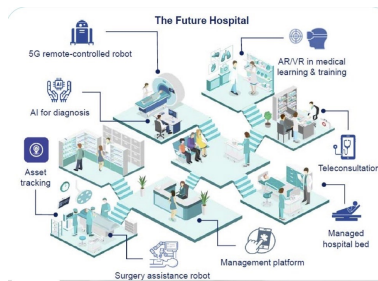 The Future Hospital
5G remote-controlled robot
AR/VR in medical
learning & training
AI for diagnosis
Teleconsultation
Asset
tracking
Managed
hospital bed
Management platform
Surgery assistance robot